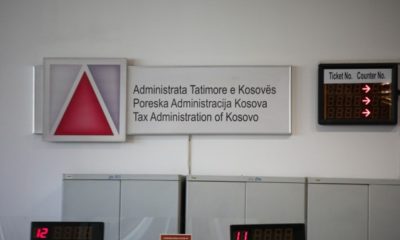 Administrata Tatimore e Kosovës
Poreska Administracija Kosova
Tax Administration of Kosovo
Ticket No. Counter No.
12
11